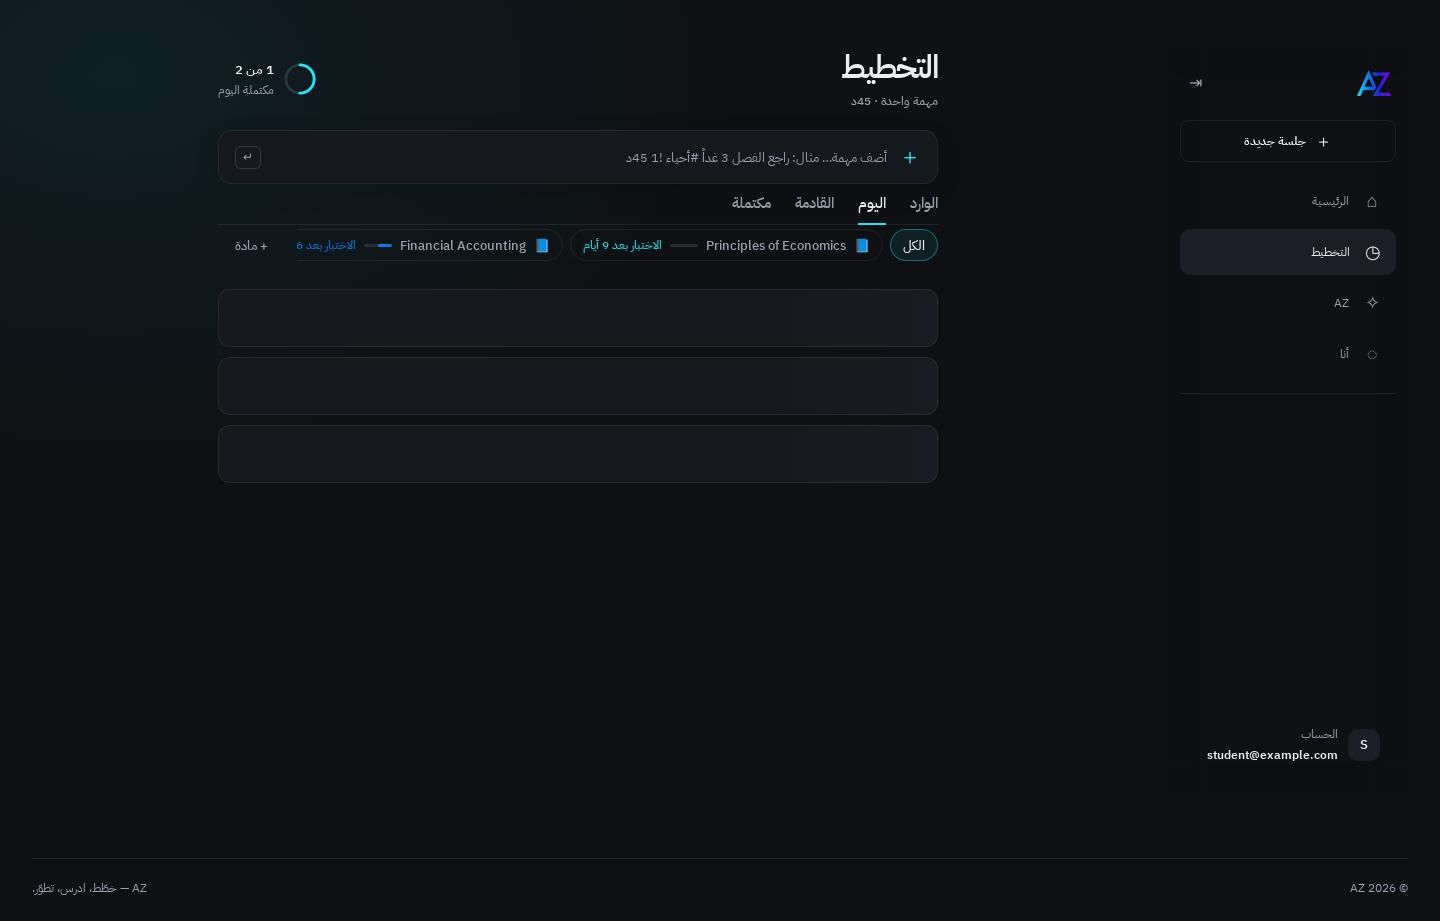 AZ
جلسة جديدة
الرئيسية
التخطيط
AZ
أنا
الحساب
S
student@example.com
التخطيط
مهمة واحدة · 45د
1 من 2
مكتملة اليوم
أضف مهمة… مثال: راجع الفصل 3 غداً #أحياء !1 45د
الوارد اليوم القادمة مكتملة
الكل
Principles of Economics الاختبار بعد 9 أيام
Financial Accounting الاختبار بعد 6
+ مادة
© 2026 AZ
AZ — خطّط، ادرس، تطوّر.